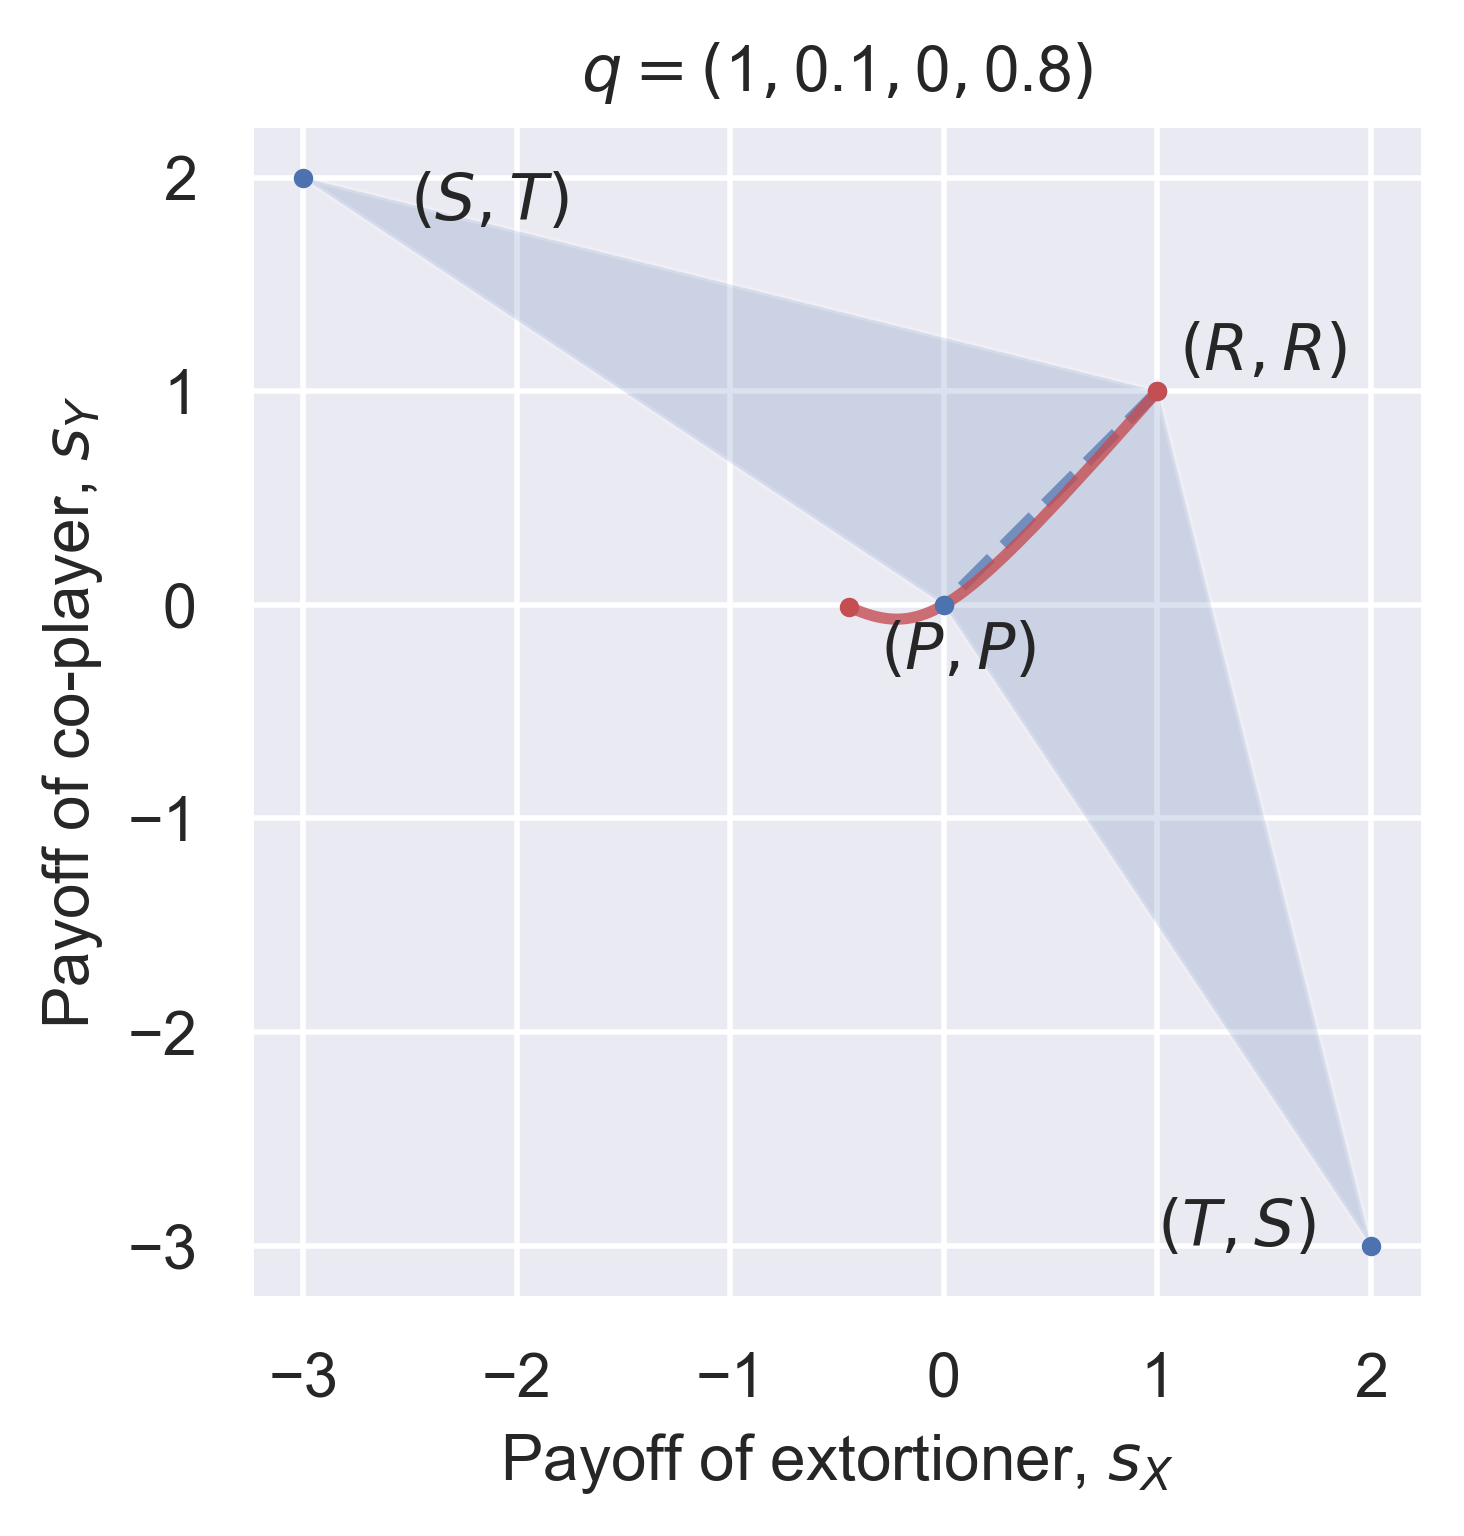 q = (1, 0.1, 0, 0.8)
2
1
0
−1
−2
−3
Payoff of co-player, s_Y
(S, T)
(R, R)
(P, P)
(T, S)
−3 −2 −1 0 1 2
Payoff of extortioner, s_X